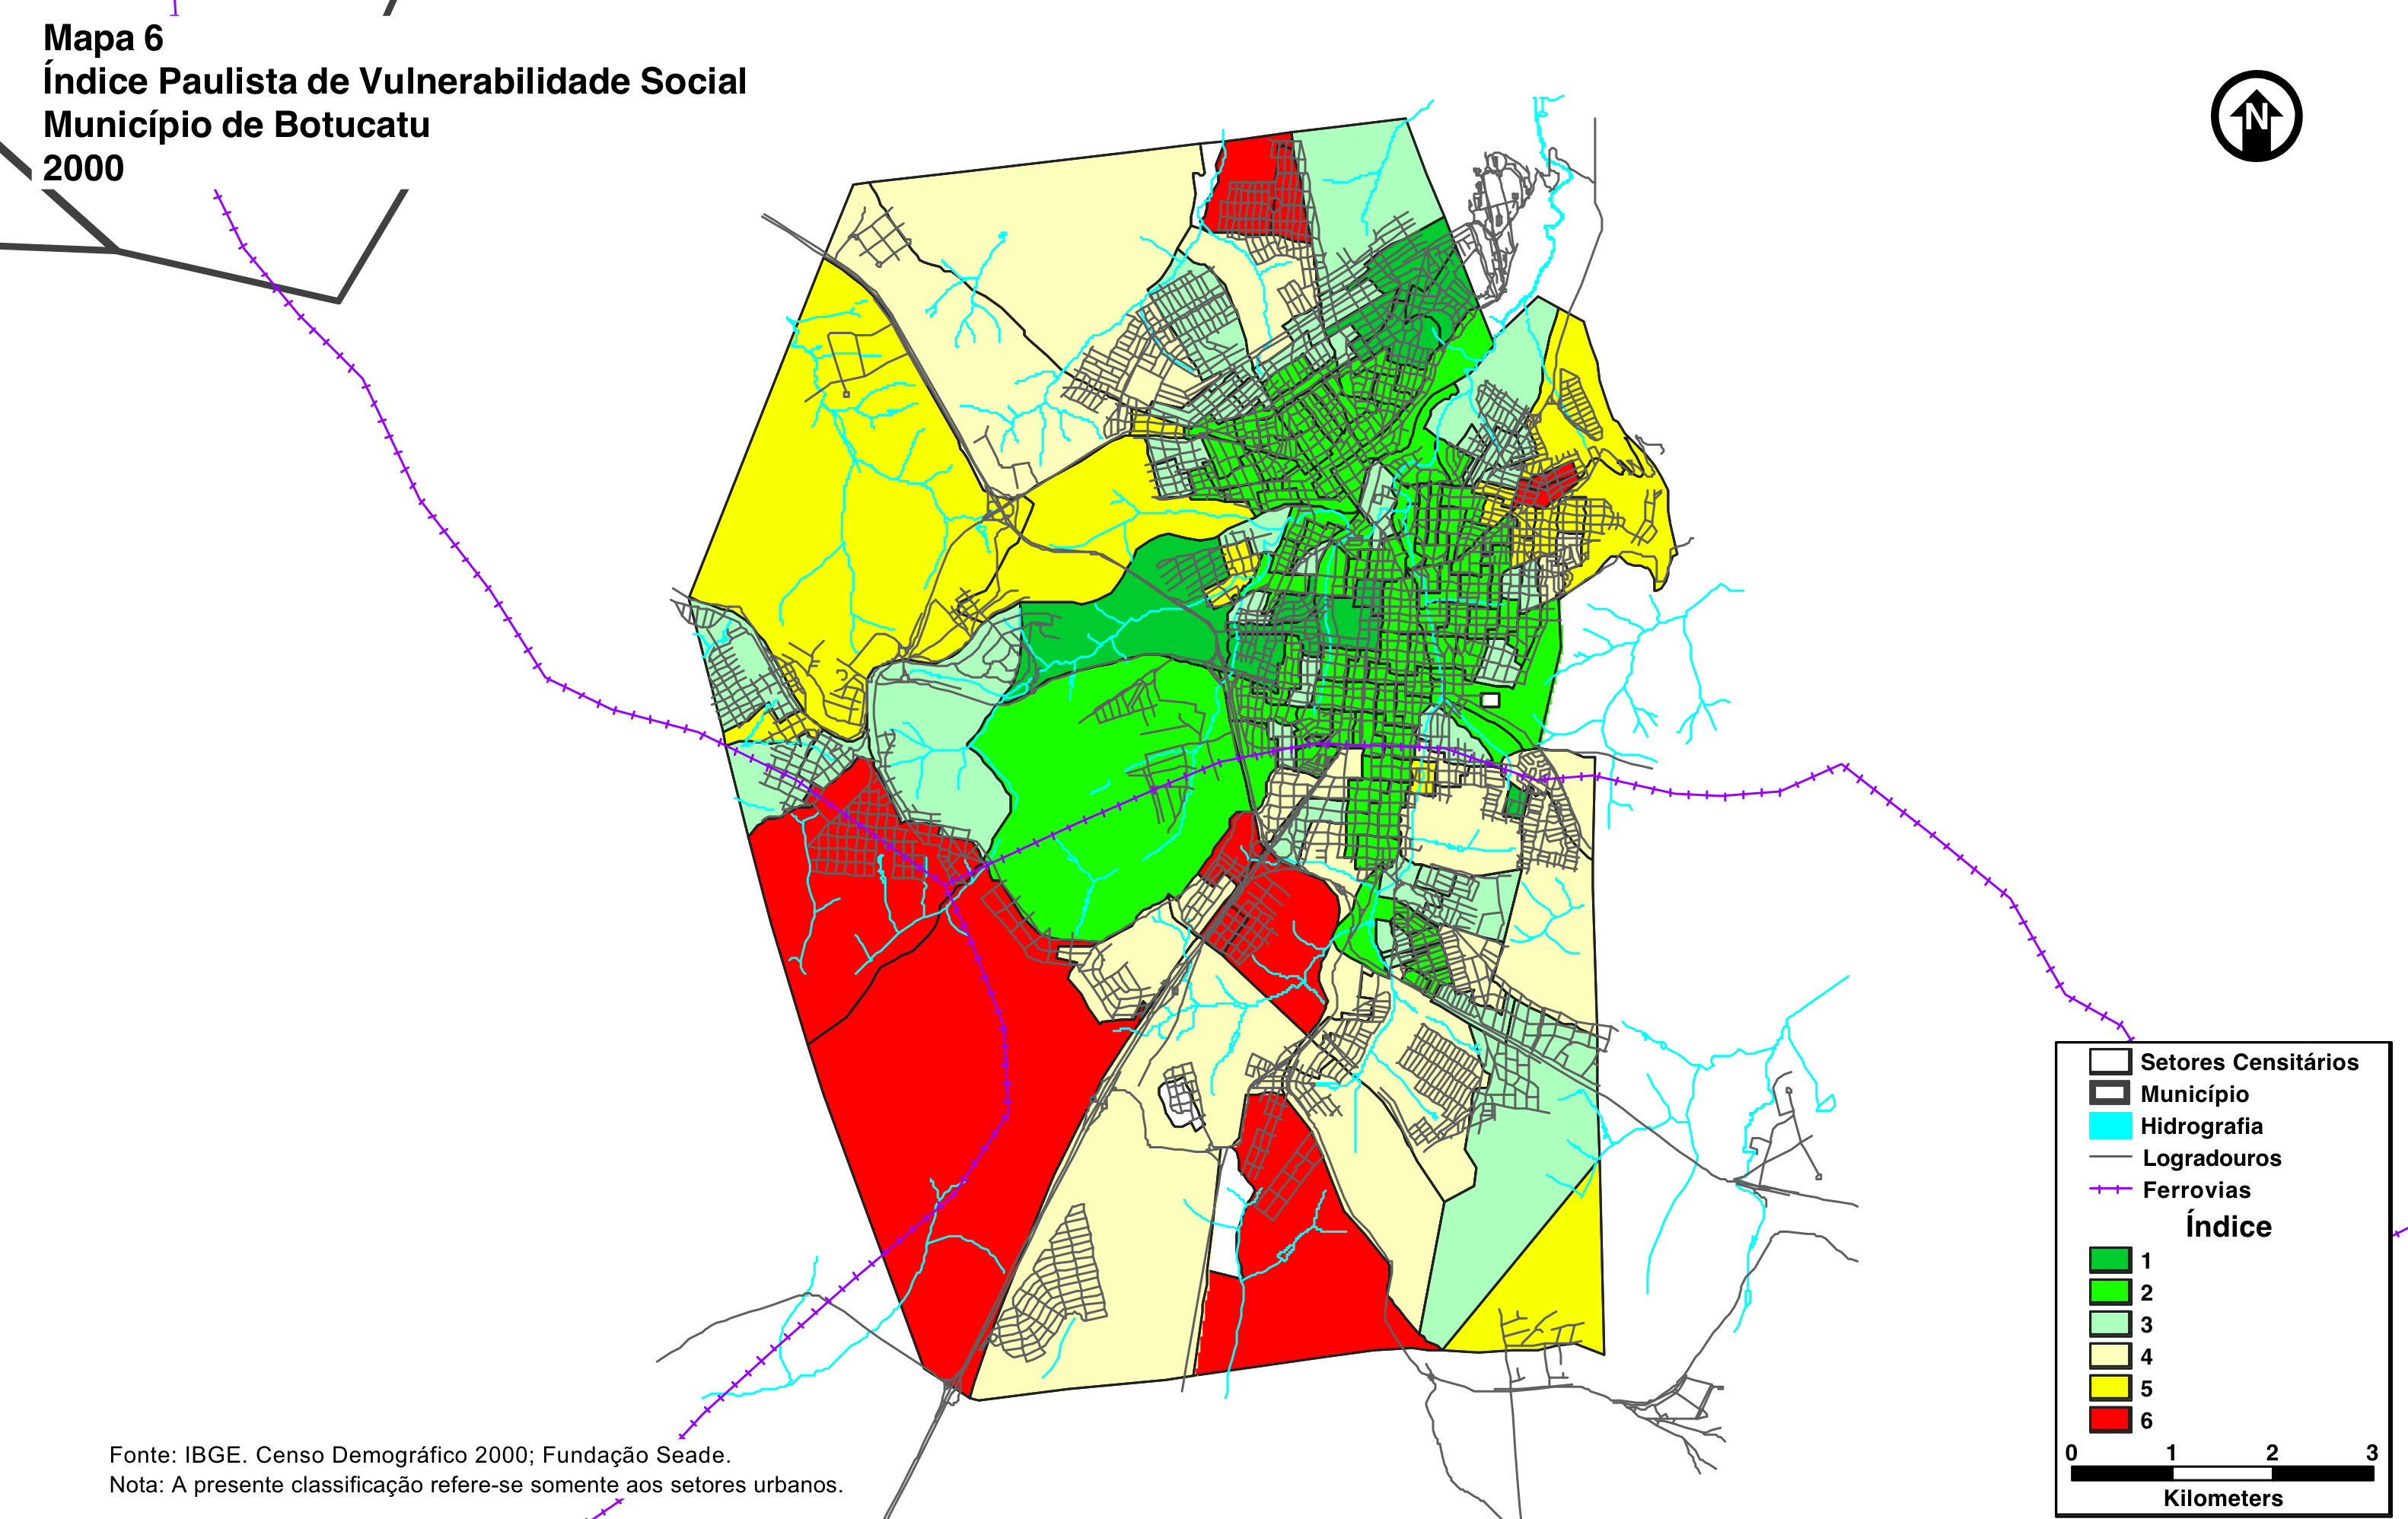 Mapa 6
Índice Paulista de Vulnerabilidade Social
Município de Botucatu
2000
N
Setores Censitários
Município
Hidrografia
Logradouros
Ferrovias
Índice
1
2
3
4
5
6
0 1 2 3
Kilometers
Fonte: IBGE. Censo Demográfico 2000; Fundação Seade.
Nota: A presente classificação refere-se somente aos setores urbanos.